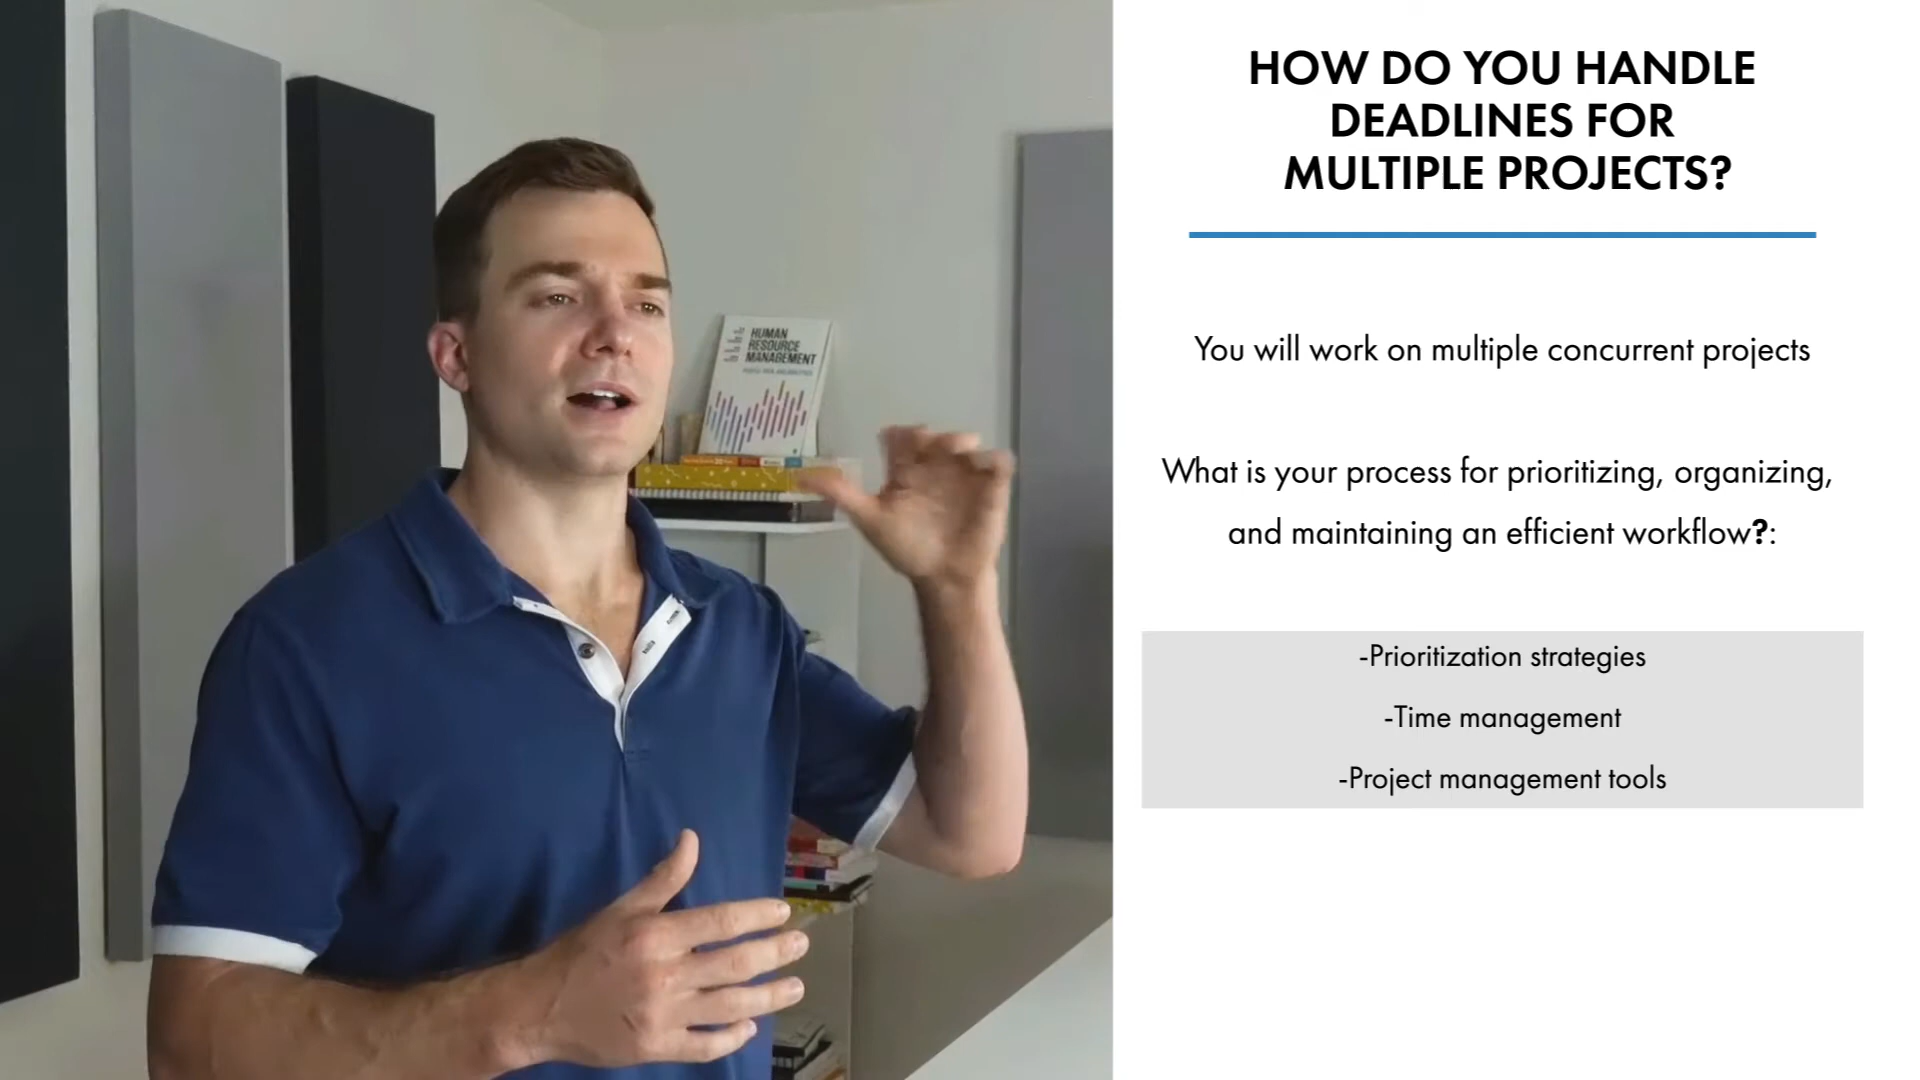 HOW DO YOU HANDLE
DEADLINES FOR
MULTIPLE PROJECTS?
You will work on multiple concurrent projects
What is your process for prioritizing, organizing,
and maintaining an efficient workflow?:
-Prioritization strategies
-Time management
-Project management tools
HUMAN
RESOURCE
MANAGEMENT